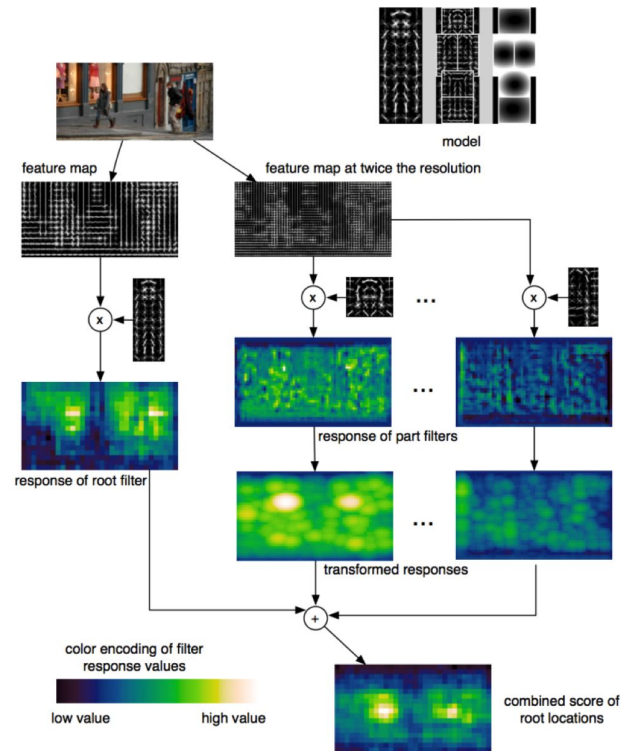 model
feature map
feature map at twice the resolution
x
x
...
x
...
response of part filters
response of root filter
...
transformed responses
+
color encoding of filter
response values
low value
high value
combined score of
root locations